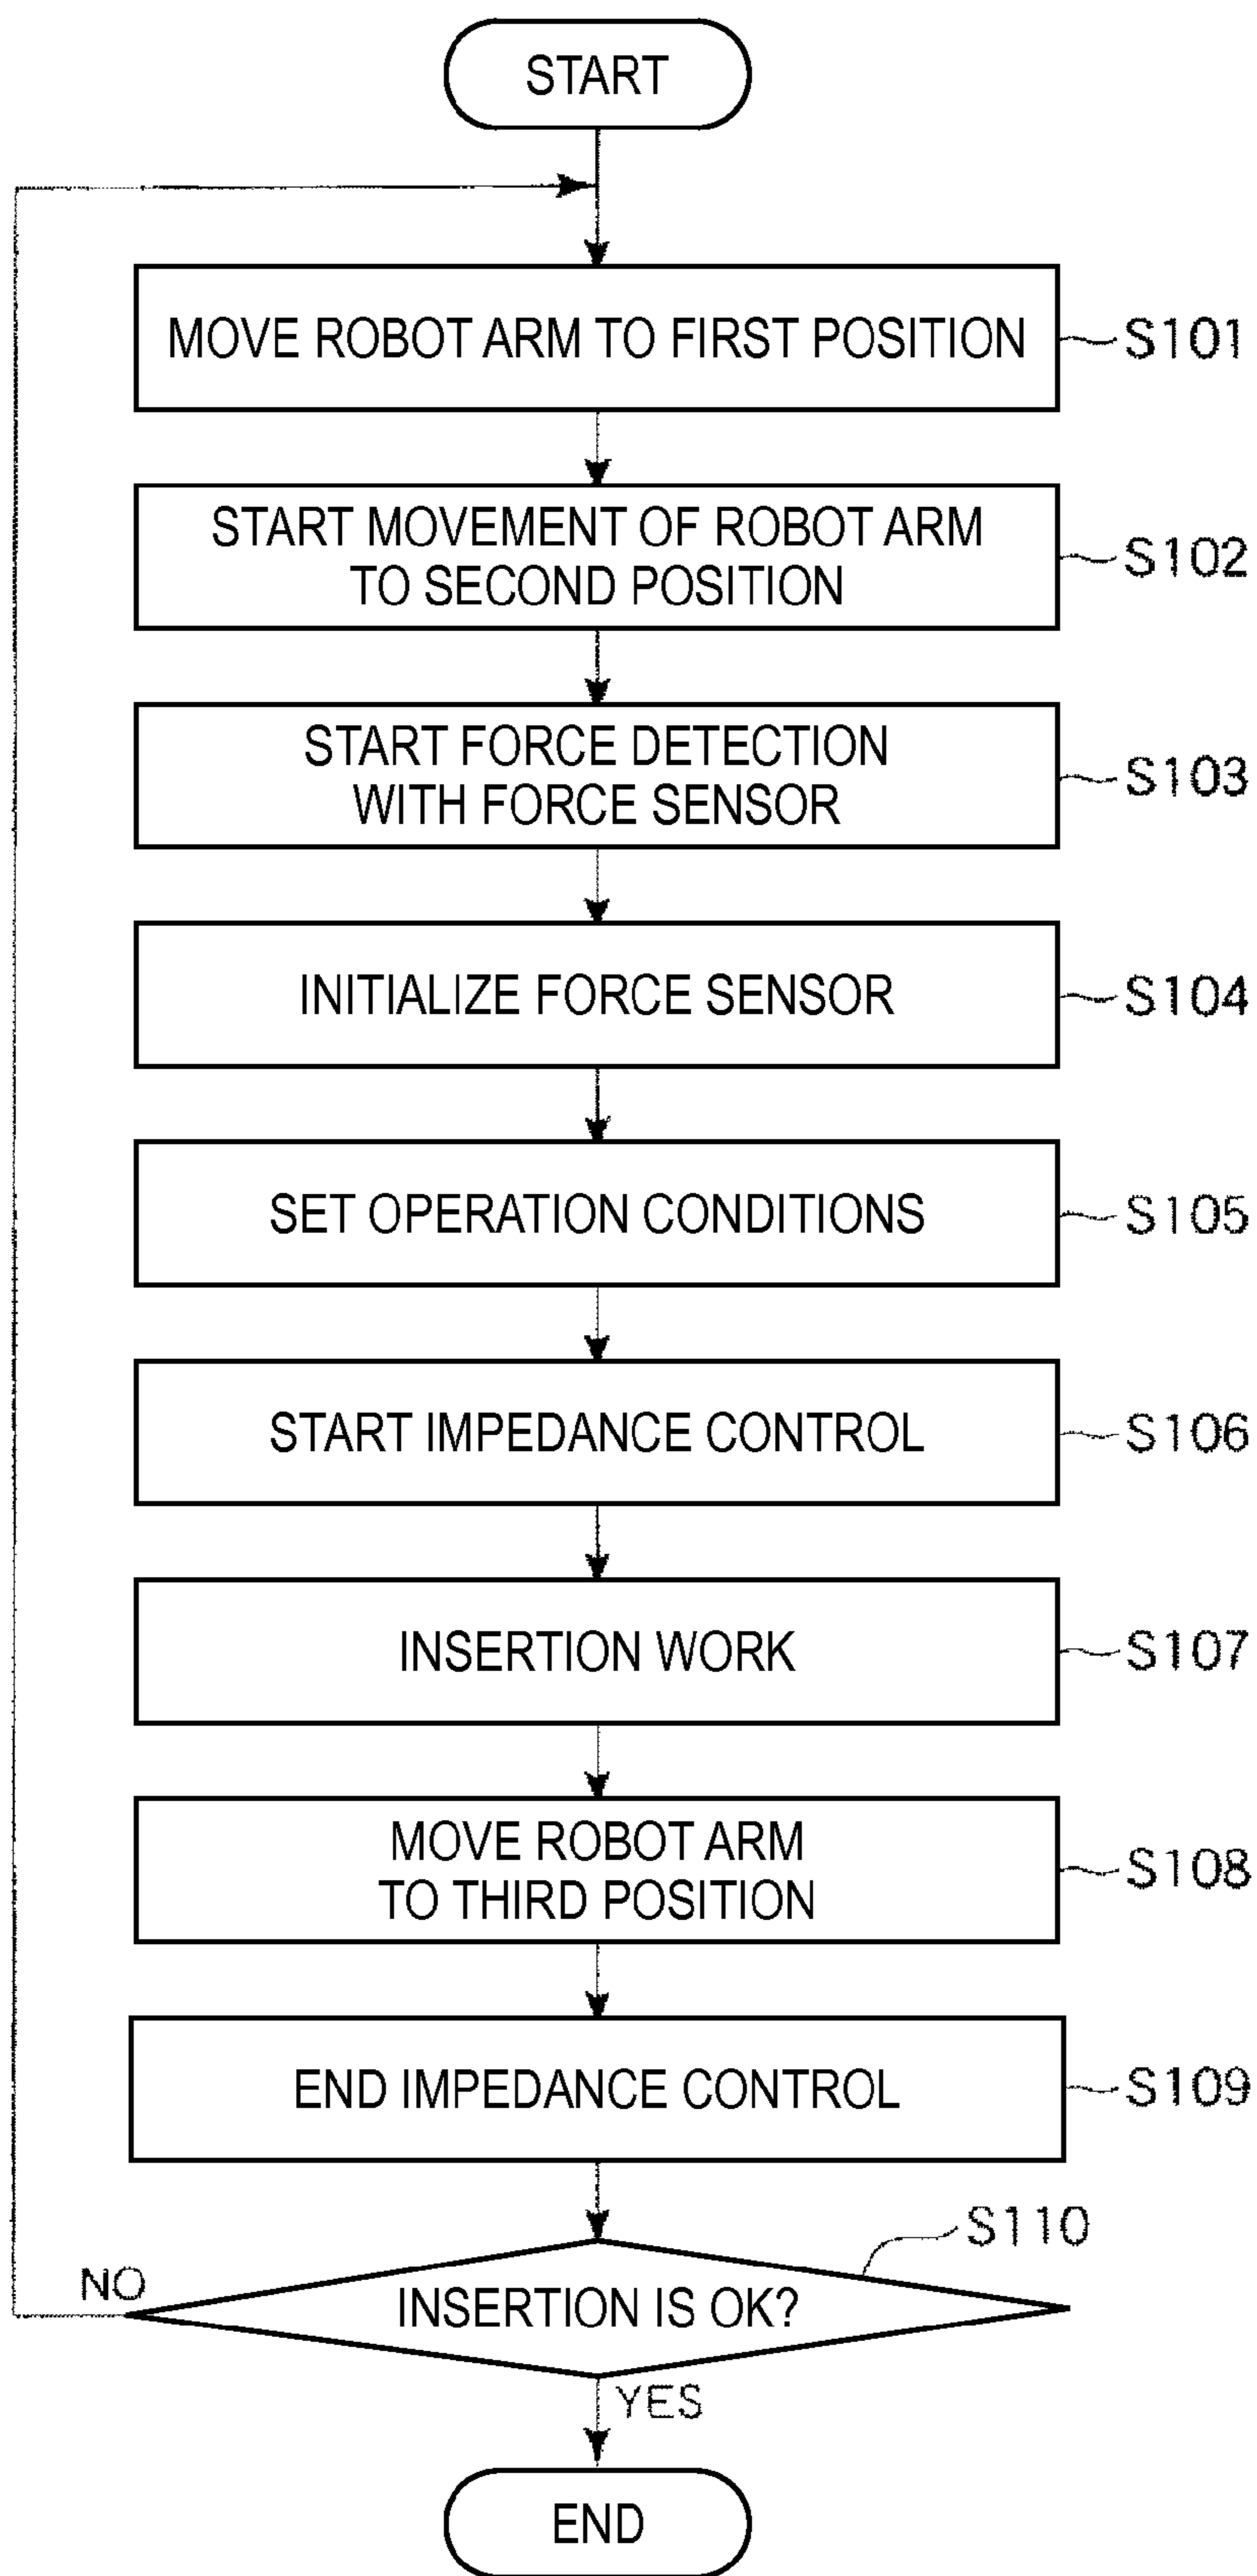 START
MOVE ROBOT ARM TO FIRST POSITION
S101
START MOVEMENT OF ROBOT ARM
TO SECOND POSITION
S102
START FORCE DETECTION
WITH FORCE SENSOR
S103
INITIALIZE FORCE SENSOR
S104
SET OPERATION CONDITIONS
S105
START IMPEDANCE CONTROL
S106
INSERTION WORK
S107
MOVE ROBOT ARM
TO THIRD POSITION
S108
END IMPEDANCE CONTROL
S109
S110
NO
INSERTION IS OK?
YES
END